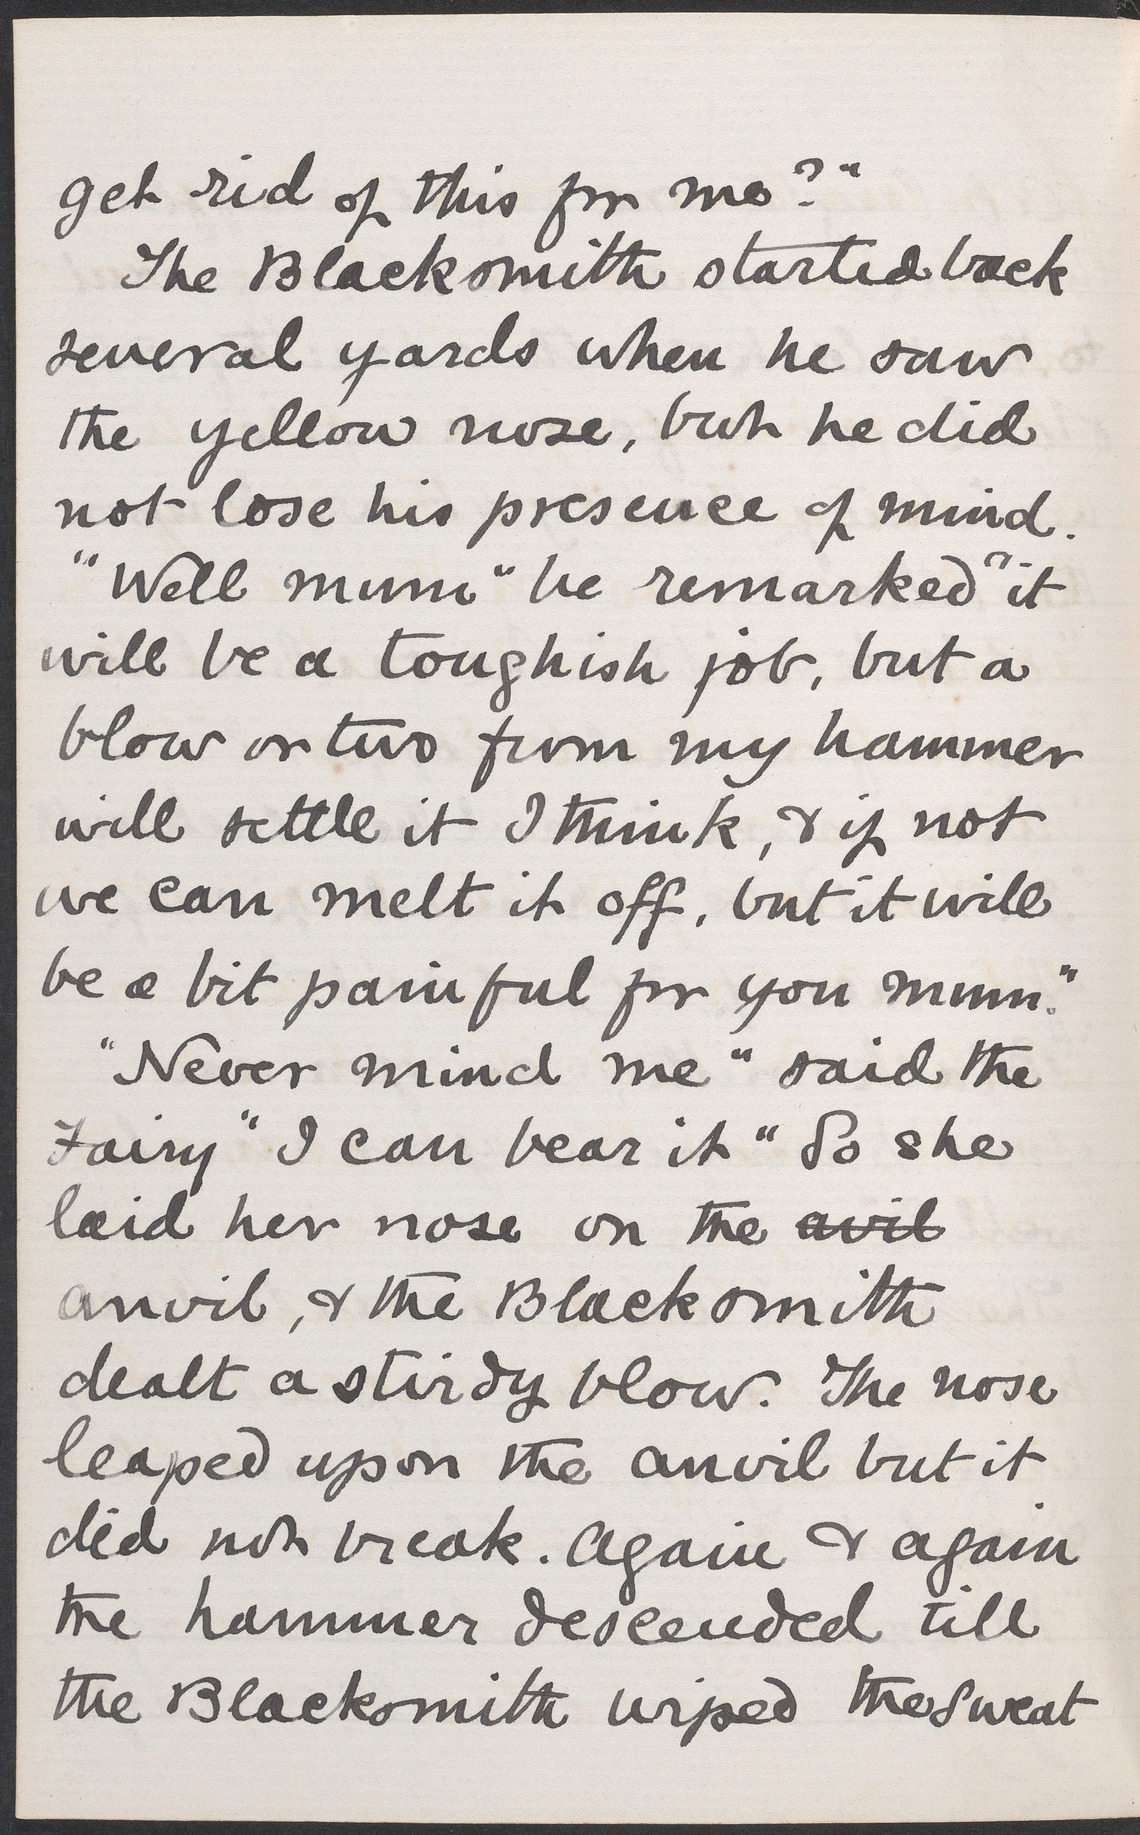 get rid of this for me?"
The Blacksmith started back
several yards when he saw
the yellow nose, but he did
not lose his presence of mind.
"Well mum" he remarked "it
will be a toughish job, but a
blow or two from my hammer
will settle it I think, & if not
we can melt it off, but it will
be a bit painful for you mum."
"Never mind me" said the
Fairy "I can bear it" So she
laid her nose on the ~~avil~~
anvil, & the Blacksmith
dealt a sturdy blow. The nose
leaped upon the anvil but it
did not break. Again & again
the hammer descended till
the Blacksmith wiped the sweat